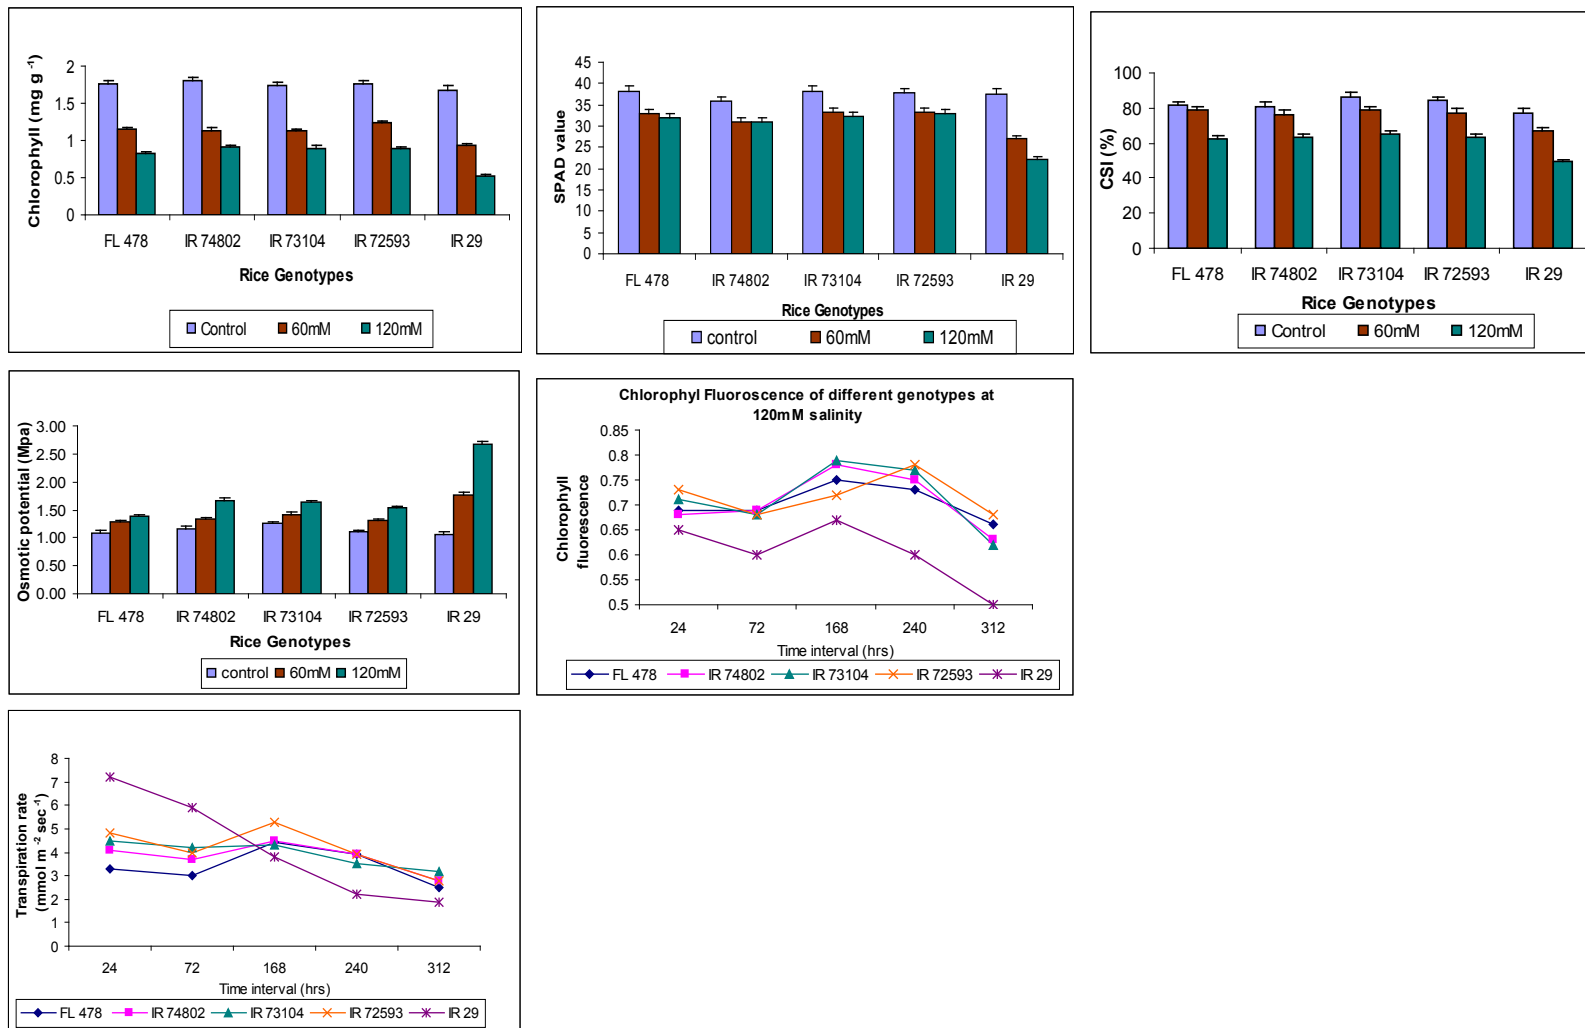 Chlorophyll (mg g⁻¹)
2
1.5
1
0.5
0
FL 478 IR 74802 IR 73104 IR 72593 IR 29
Rice Genotypes
Control 60mM 120mM
SPAD value
45
40
35
30
25
20
15
10
5
0
FL 478 IR 74802 IR 73104 IR 72593 IR 29
Rice Genotypes
control 60mM 120mM
CSI (%)
100
80
60
40
20
0
FL 478 IR 74802 IR 73104 IR 72593 IR 29
Rice Genotypes
Control 60mM 120mM
Osmotic potential (Mpa)
3.00
2.50
2.00
1.50
1.00
0.50
0.00
FL 478 IR 74802 IR 73104 IR 72593 IR 29
Rice Genotypes
control 60mM 120mM
Chlorophyl Fluoroscence of different genotypes at
120mM salinity
Chlorophyll
fluorescence
0.85
0.8
0.75
0.7
0.65
0.6
0.55
0.5
24 72 168 240 312
Time interval (hrs)
FL 478 IR 74802 IR 73104 IR 72593 IR 29
Transpiration rate
(mmol m⁻² sec⁻¹)
8
7
6
5
4
3
2
1
0
24 72 168 240 312
Time interval (hrs)
FL 478 IR 74802 IR 73104 IR 72593 IR 29